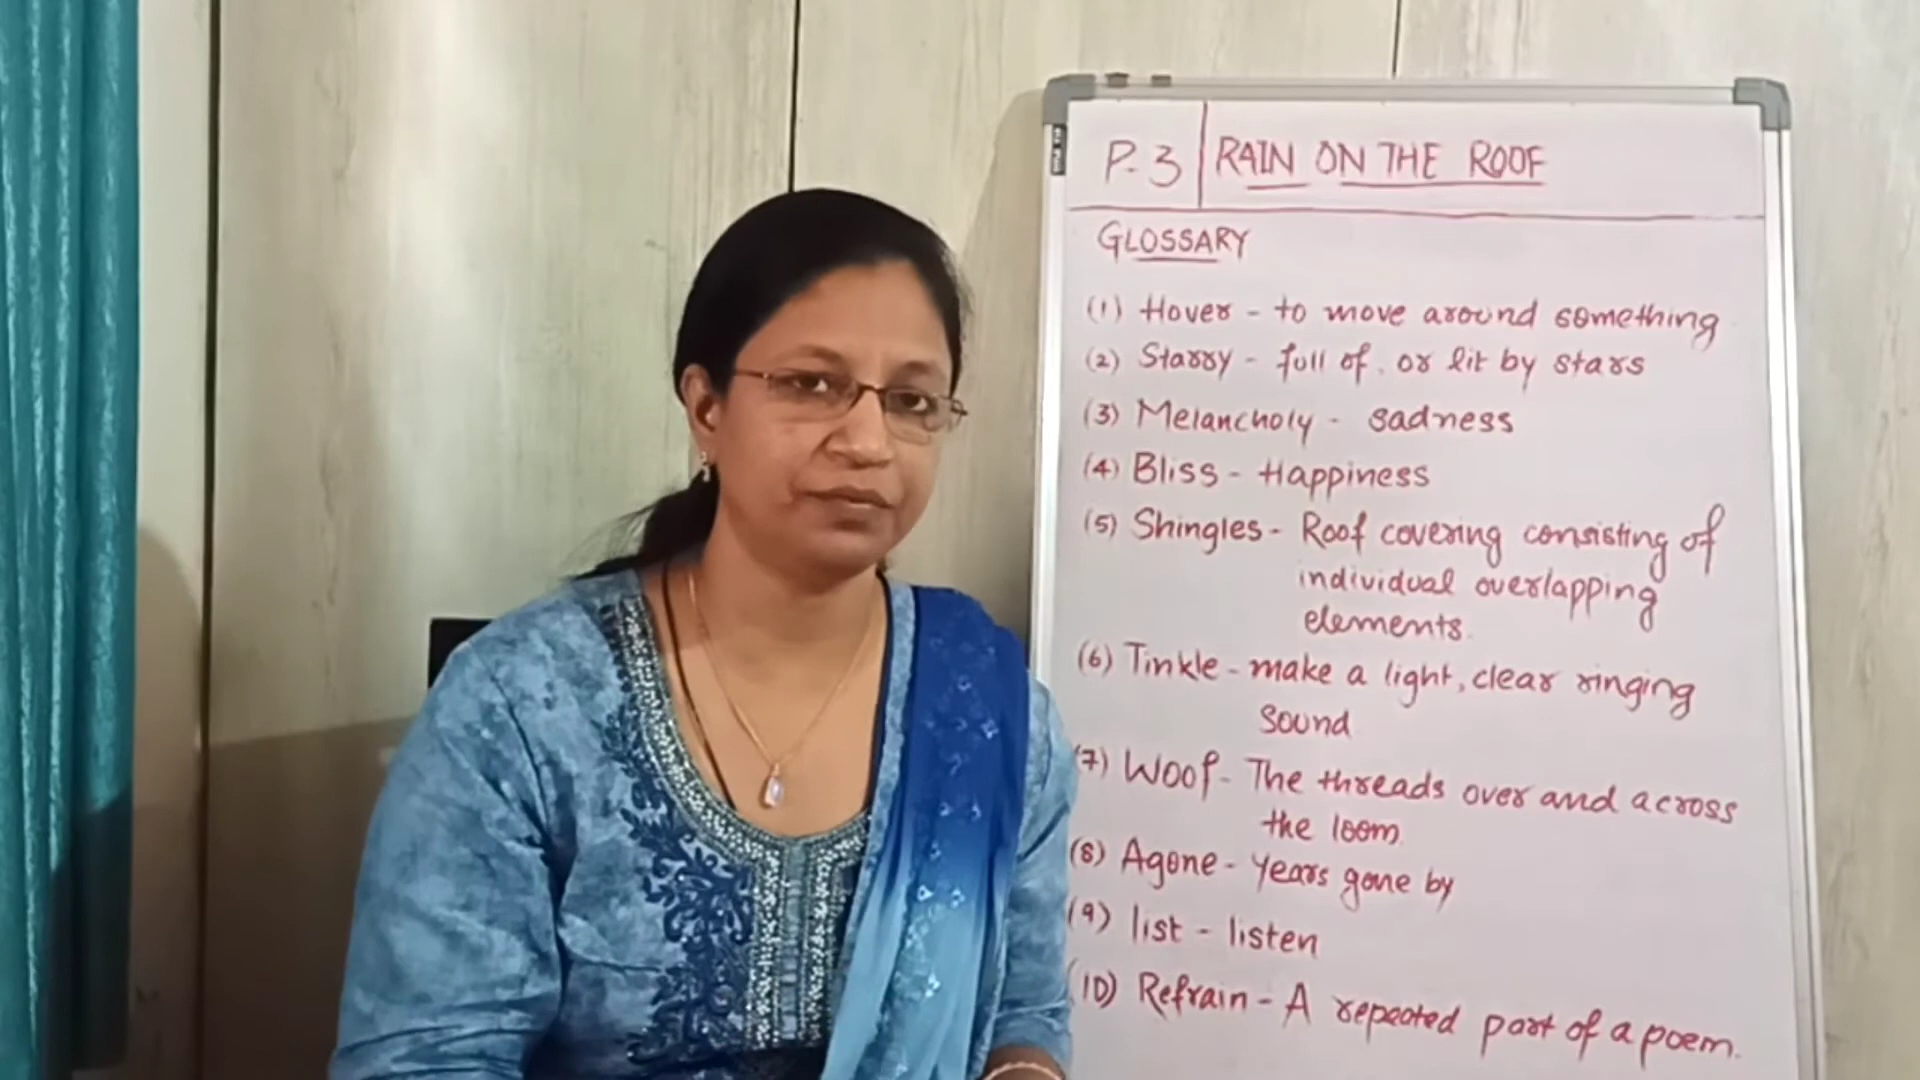 P-3 RAIN ON THE ROOF
GLOSSARY
(1) Hover - to move around something
(2) Starry - full of or lit by stars
(3) Melancholy - sadness
(4) Bliss - Happiness
(5) Shingles - Roof covering consisting of
individual overlapping
elements.
(6) Tinkle - make a light, clear ringing
sound
(7) Woof - The threads over and across
the loom.
(8) Agone - years gone by
(9) list - listen
(10) Refrain - A repeated part of a poem.